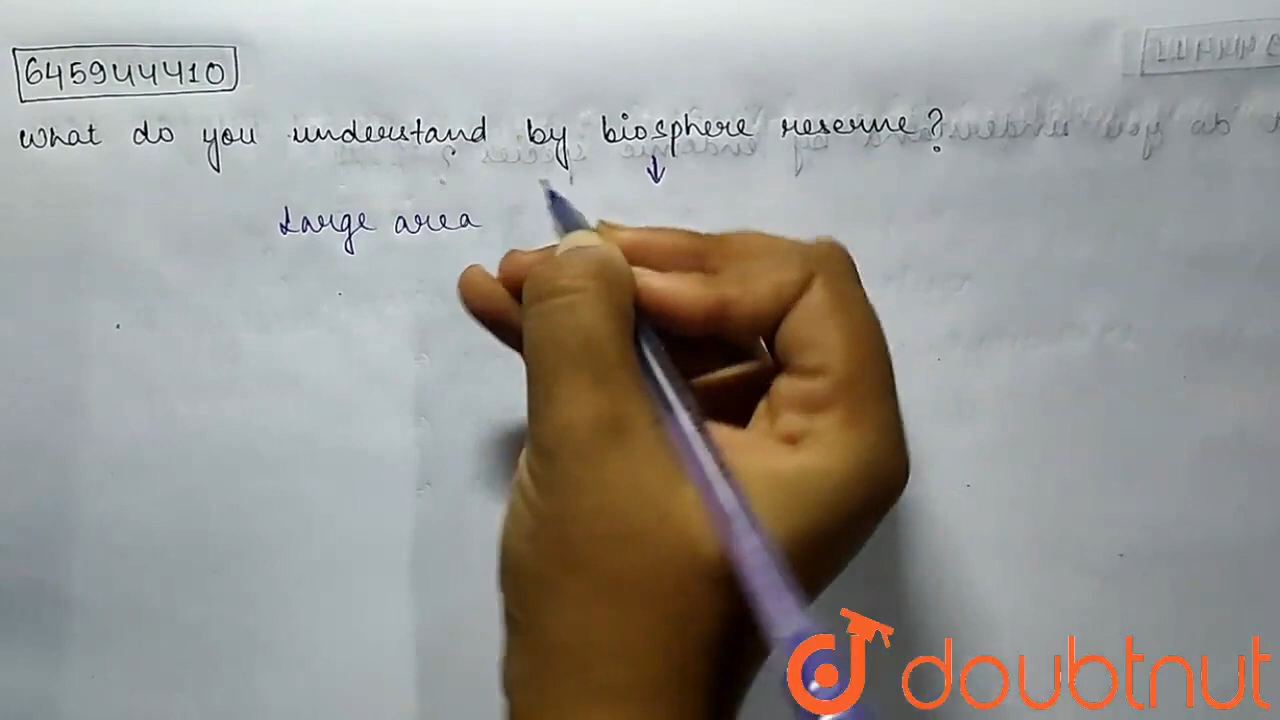 645944410
What do you understand by biosphere reserve?
Large area
doubtnut